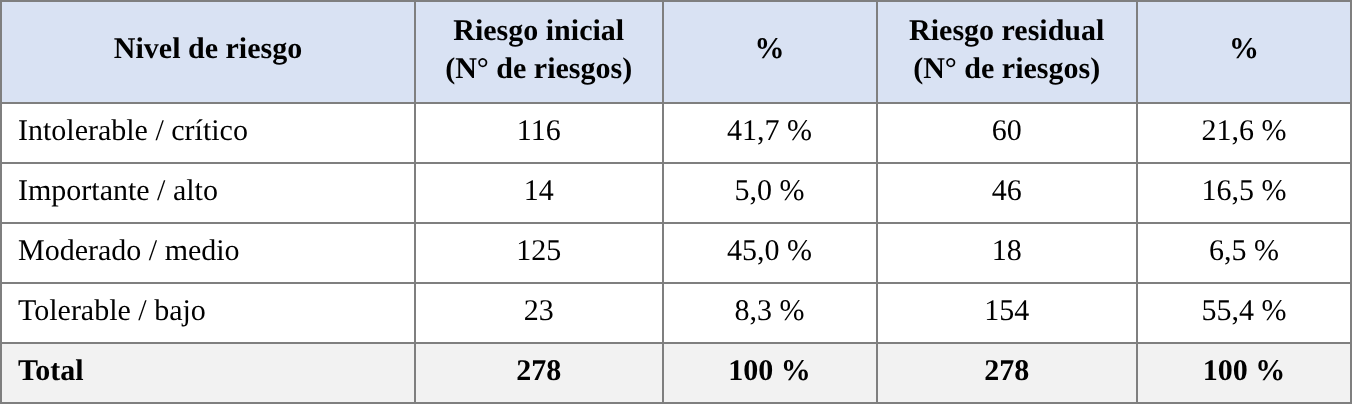 Nivel de riesgo Riesgo inicial (N° de riesgos) % Riesgo residual (N° de riesgos) %
Intolerable / crítico 116 41,7 % 60 21,6 %
Importante / alto 14 5,0 % 46 16,5 %
Moderado / medio 125 45,0 % 18 6,5 %
Tolerable / bajo 23 8,3 % 154 55,4 %
Total 278 100 % 278 100 %